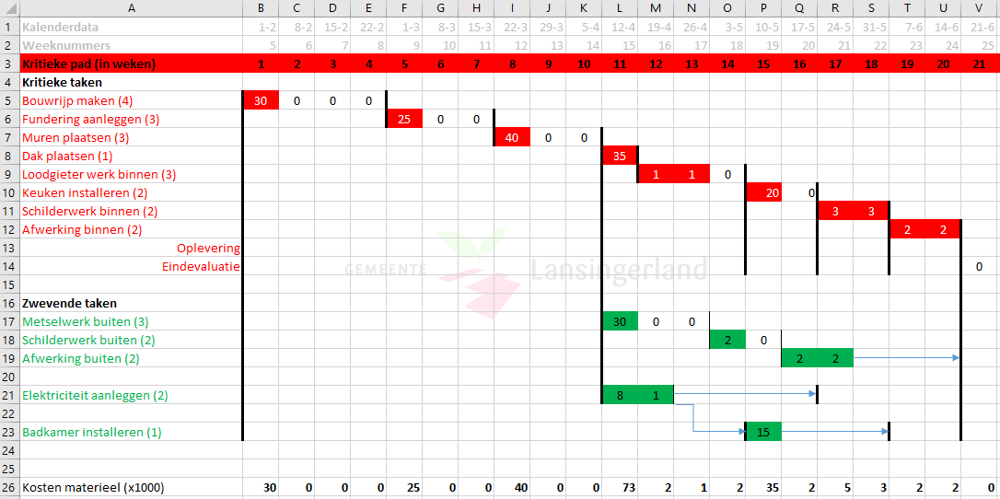 A B C D E F G H I J K L M N O P Q R S T U V
1 Kalenderdata 1-2 8-2 15-2 22-2 1-3 8-3 15-3 22-3 29-3 5-4 12-4 19-4 26-4 3-5 10-5 17-5 24-5 31-5 7-6 14-6 21-6
2 Weeknummers 5 6 7 8 9 10 11 12 13 14 15 16 17 18 19 20 21 22 23 24 25
3 Kritieke pad (in weken) 1 2 3 4 5 6 7 8 9 10 11 12 13 14 15 16 17 18 19 20 21
4 Kritieke taken
5 Bouwrijp maken (4) 30 0 0 0
6 Fundering aanleggen (3) 25 0 0
7 Muren plaatsen (3) 40 0 0
8 Dak plaatsen (1) 35
9 Loodgieter werk binnen (3) 1 1 0
10 Keuken installeren (2) 20 0
11 Schilderwerk binnen (2) 3 3
12 Afwerking binnen (2) 2 2
13 Oplevering
14 Eindevaluatie 0
GEMEENTE Lansingerland
15
16 Zwevende taken
17 Metselwerk buiten (3) 30 0 0
18 Schilderwerk buiten (2) 2 0
19 Afwerking buiten (2) 2 2
20
21 Elektriciteit aanleggen (2) 8 1
22
23 Badkamer installeren (1) 15
24
25
26 Kosten materieel (x1000) 30 0 0 0 25 0 0 40 0 0 73 2 1 2 35 2 5 3 2 2 0